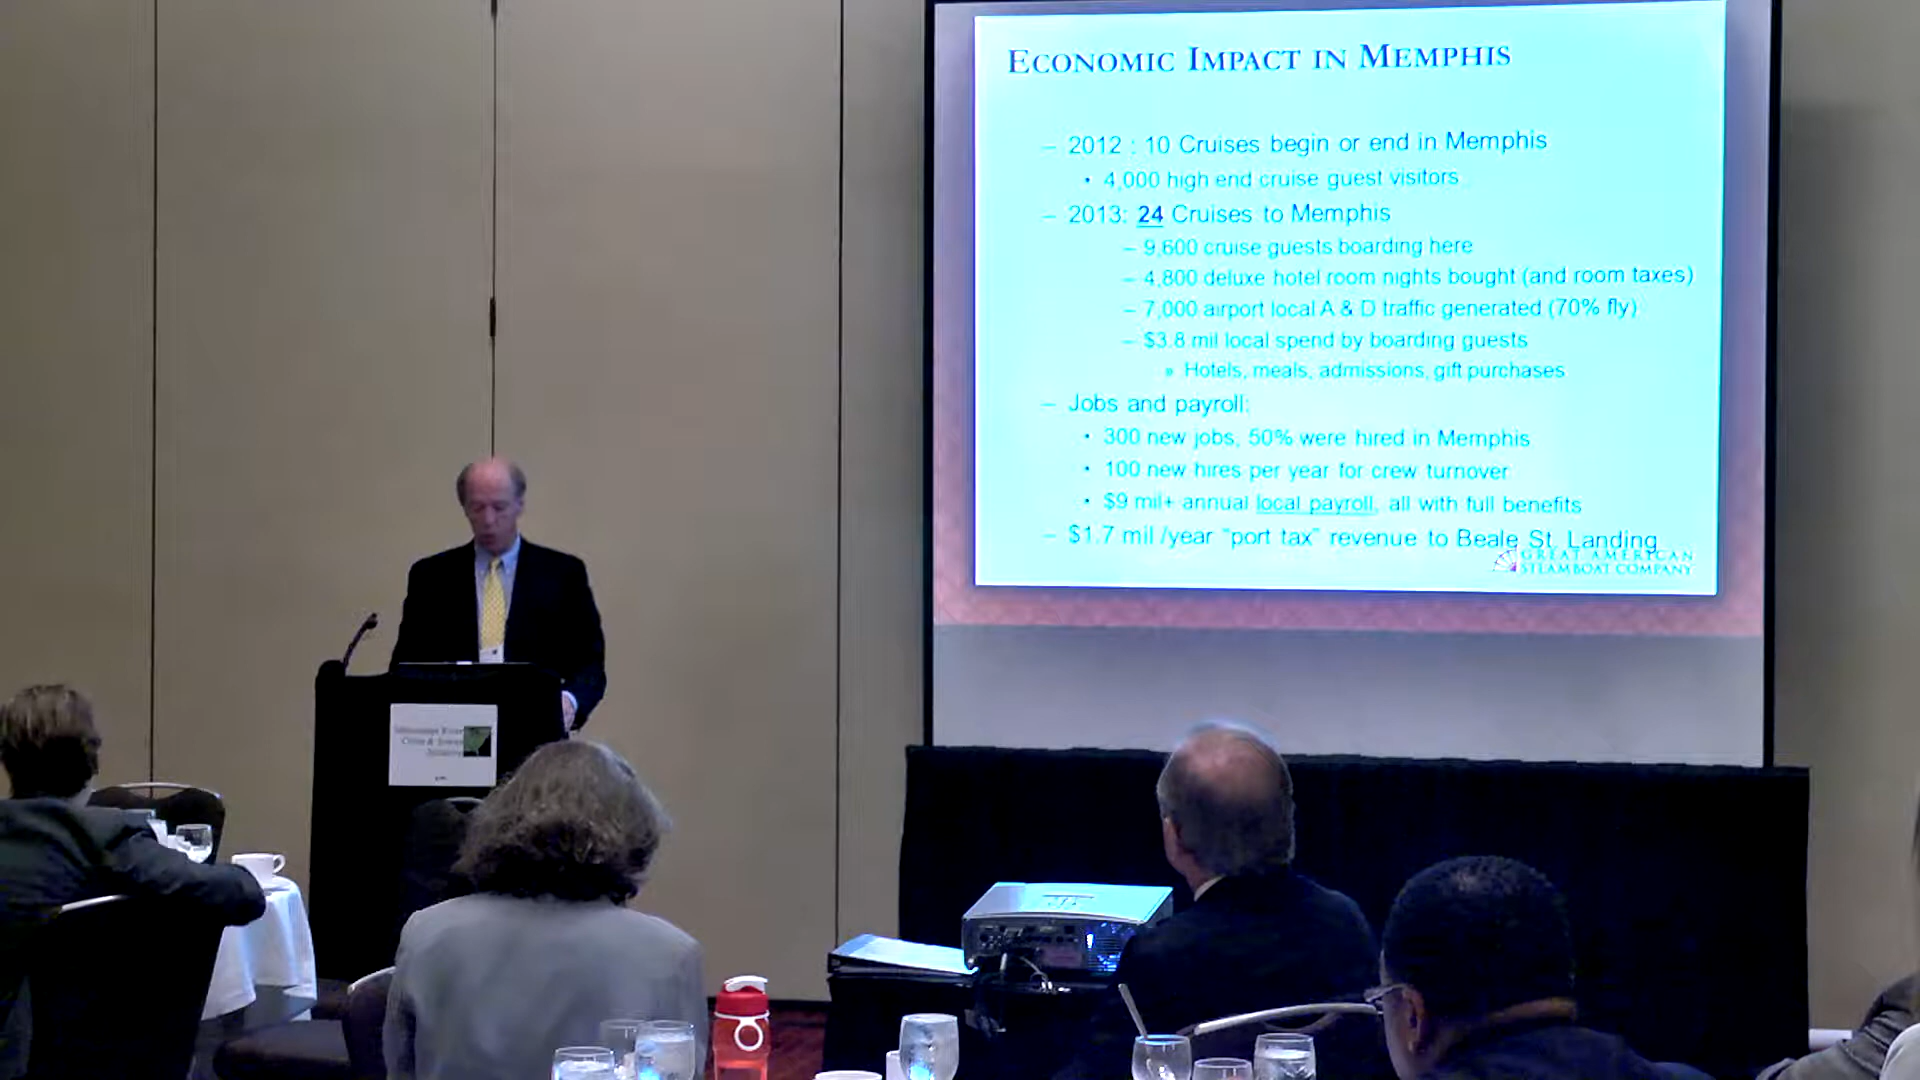 ECONOMIC IMPACT IN MEMPHIS
– 2012 : 10 Cruises begin or end in Memphis
• 4,000 high end cruise guest visitors
– 2013: 24 Cruises to Memphis
– 9,600 cruise guests boarding here
– 4,800 deluxe hotel room nights bought (and room taxes)
– 7,000 airport local A & D traffic generated (70% fly)
– $3.8 mil local spend by boarding guests
» Hotels, meals, admissions, gift purchases
– Jobs and payroll:
• 300 new jobs, 50% were hired in Memphis
• 100 new hires per year for crew turnover
• $9 mil+ annual local payroll, all with full benefits
– $1.7 mil /year "port tax" revenue to Beale St. Landing
GREAT AMERICAN
STEAMBOAT COMPANY
Mississippi River
Cities & Towns
Initiative